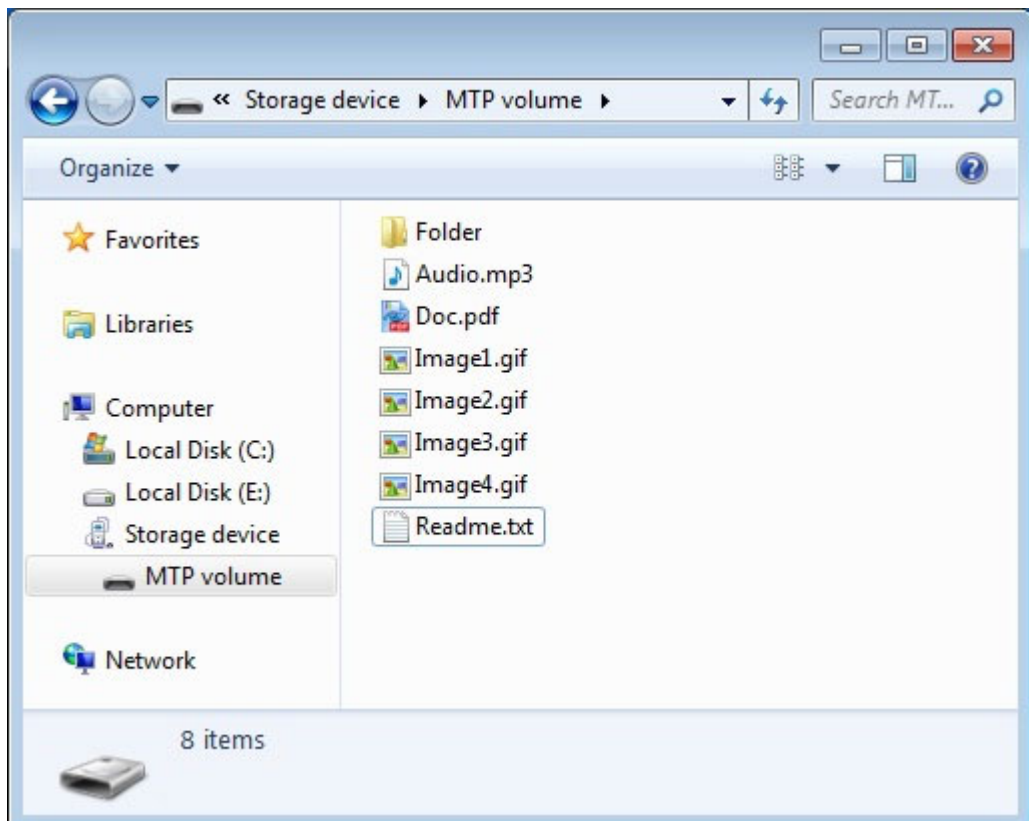 « Storage device ▸ MTP volume ▸
Search MT...
Organize
Favorites
Libraries
Computer
Local Disk (C:)
Local Disk (E:)
Storage device
MTP volume
Network
Folder
Audio.mp3
Doc.pdf
Image1.gif
Image2.gif
Image3.gif
Image4.gif
Readme.txt
8 items